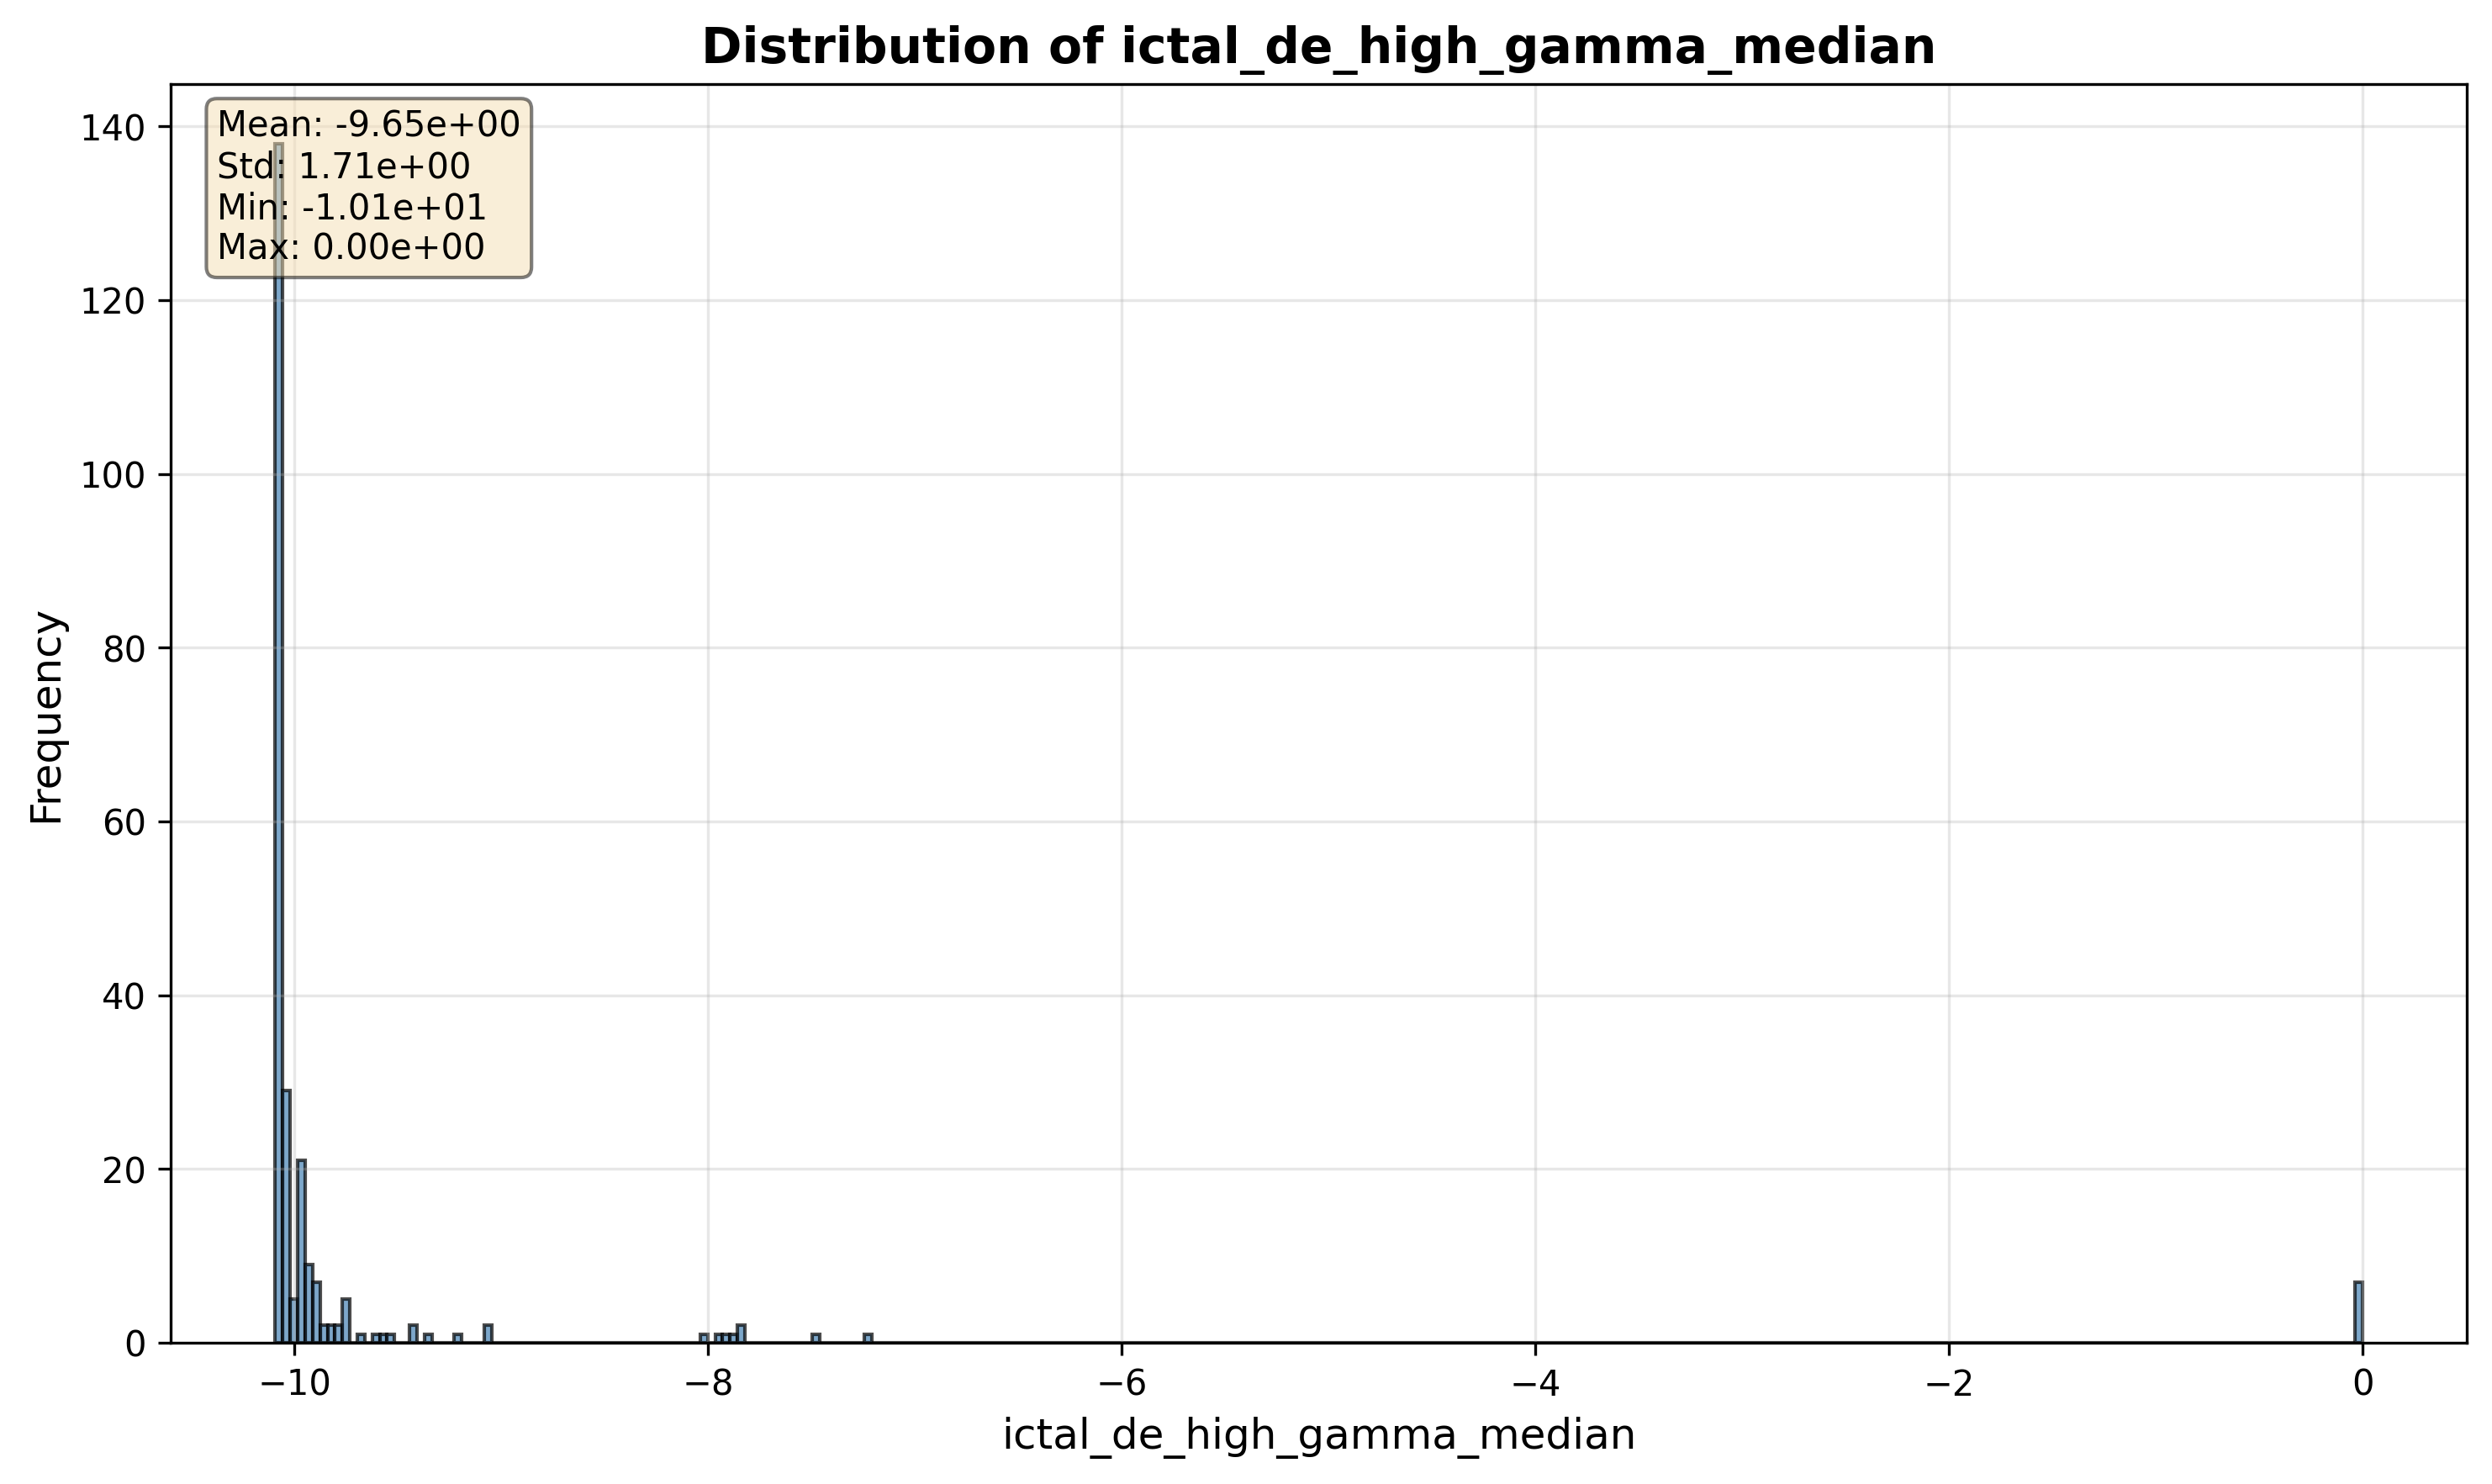 Distribution of ictal_de_high_gamma_median
Mean: -9.65e+00
Std: 1.71e+00
Min: -1.01e+01
Max: 0.00e+00
140
120
100
80
60
40
20
0
Frequency
−10
−8
−6
−4
−2
0
ictal_de_high_gamma_median